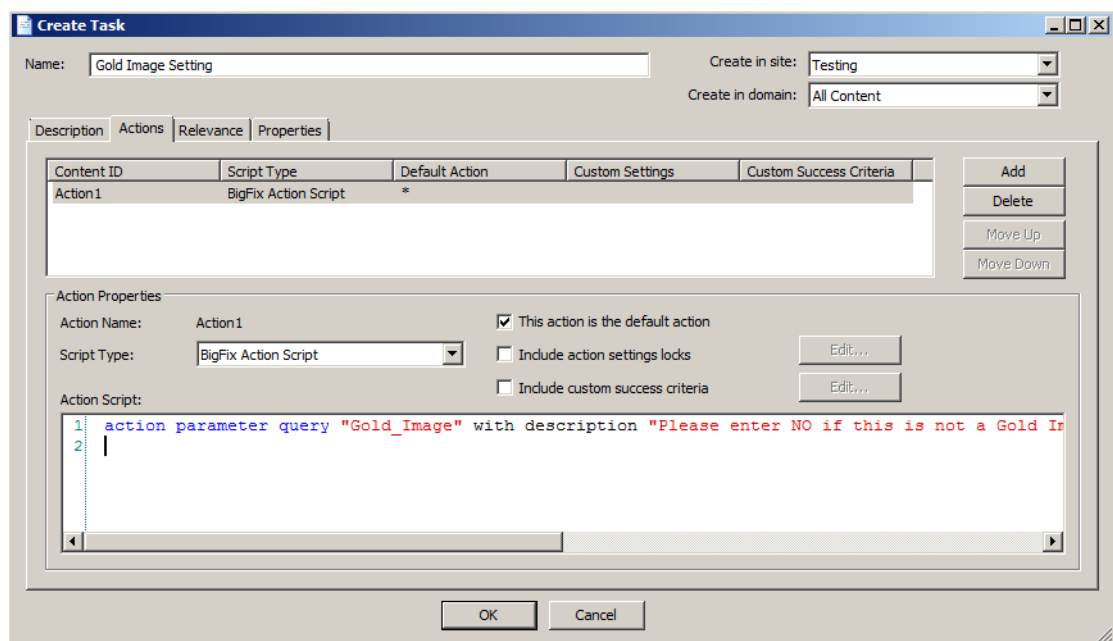 Create Task
Name: Gold Image Setting Create in site: Testing
Create in domain: All Content
Description Actions Relevance Properties
Content ID Script Type Default Action Custom Settings Custom Success Criteria Add
Action1 BigFix Action Script * Delete
Move Up
Move Down
Action Properties
Action Name: Action1 This action is the default action
Script Type: BigFix Action Script Include action settings locks Edit...
Include custom success criteria Edit...
Action Script:
1 action parameter query "Gold_Image" with description "Please enter NO if this is not a Gold
2
OK Cancel